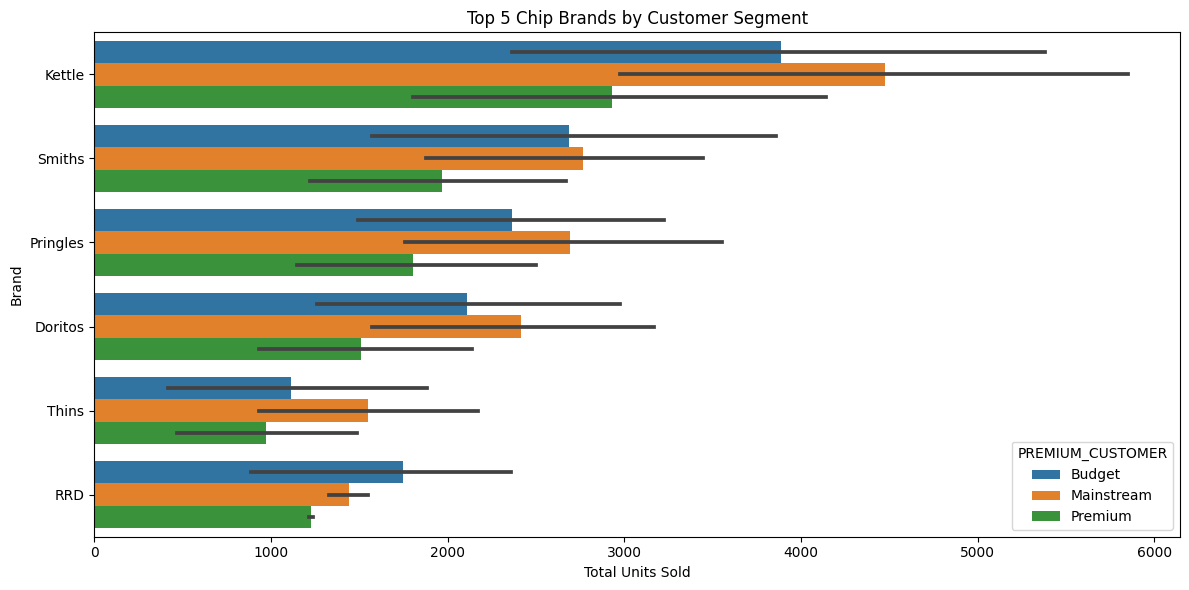 Top 5 Chip Brands by Customer Segment
Brand
Kettle
Smiths
Pringles
Doritos
Thins
RRD
PREMIUM_CUSTOMER
Budget
Mainstream
Premium
0 1000 2000 3000 4000 5000 6000
Total Units Sold